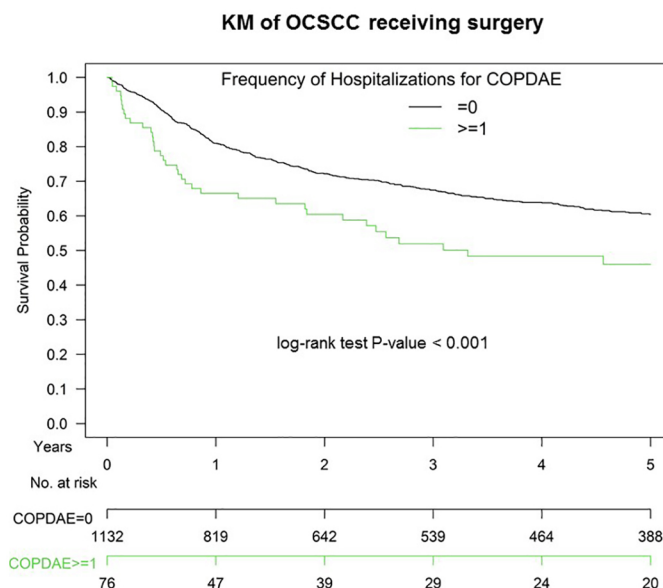 KM of OCSCC receiving surgery
Frequency of Hospitalizations for COPDAE
=0
>=1
Survival Probability
1.0
0.9
0.8
0.7
0.6
0.5
0.4
0.3
0.2
0.1
0.0
log-rank test P-value < 0.001
Years
0 1 2 3 4 5
No. at risk
COPDAE=0
1132 819 642 539 464 388
COPDAE>=1
76 47 39 29 24 20